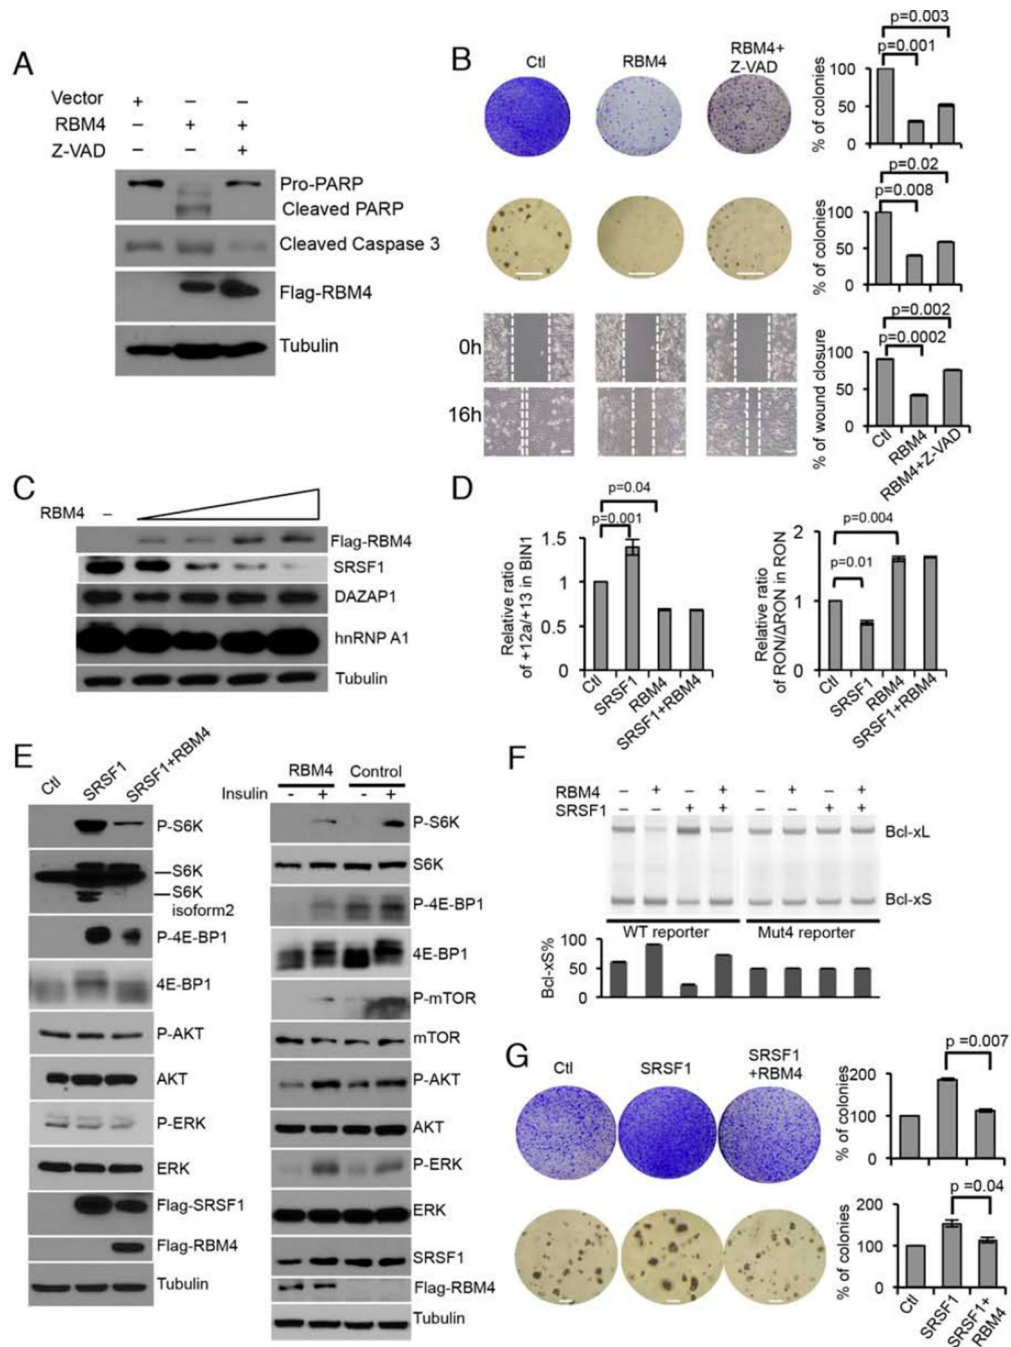 A
Vector + – –
RBM4 – + +
Z-VAD – – +
Pro-PARP
Cleaved PARP
Cleaved Caspase 3
Flag-RBM4
Tubulin
B
Ctl
RBM4
RBM4+
Z-VAD
0h
16h
p=0.003
p=0.001
% of colonies
100
50
0
p=0.02
p=0.008
% of colonies
100
50
0
p=0.002
p=0.0002
% of wound closure
100
50
0
Ctl
RBM4
RBM4+Z-VAD
C
RBM4 –
Flag-RBM4
SRSF1
DAZAP1
hnRNP A1
Tubulin
D
p=0.04
p=0.001
Relative ratio
of +12a/+13 in BIN1
1.5
1
0.5
0
Ctl
SRSF1
RBM4
SRSF1+RBM4
p=0.004
p=0.01
Relative ratio
of RON/ΔRON in RON
2
1
0
Ctl
SRSF1
RBM4
SRSF1+RBM4
E
Ctl
SRSF1
SRSF1+RBM4
P-S6K
S6K
S6K
isoform2
P-4E-BP1
4E-BP1
P-AKT
AKT
P-ERK
ERK
Flag-SRSF1
Flag-RBM4
Tubulin
RBM4 Control
Insulin - + - +
P-S6K
S6K
P-4E-BP1
4E-BP1
P-mTOR
mTOR
P-AKT
AKT
P-ERK
ERK
SRSF1
Flag-RBM4
Tubulin
F
RBM4 – + – + – + – +
SRSF1 – – + + – – + +
Bcl-xL
Bcl-xS
WT reporter
Mut4 reporter
Bcl-xS%
100
50
0
G
Ctl
SRSF1
SRSF1
+RBM4
p =0.007
% of colonies
200
100
0
p =0.04
% of colonies
200
100
0
Ctl
SRSF1
SRSF1+
RBM4